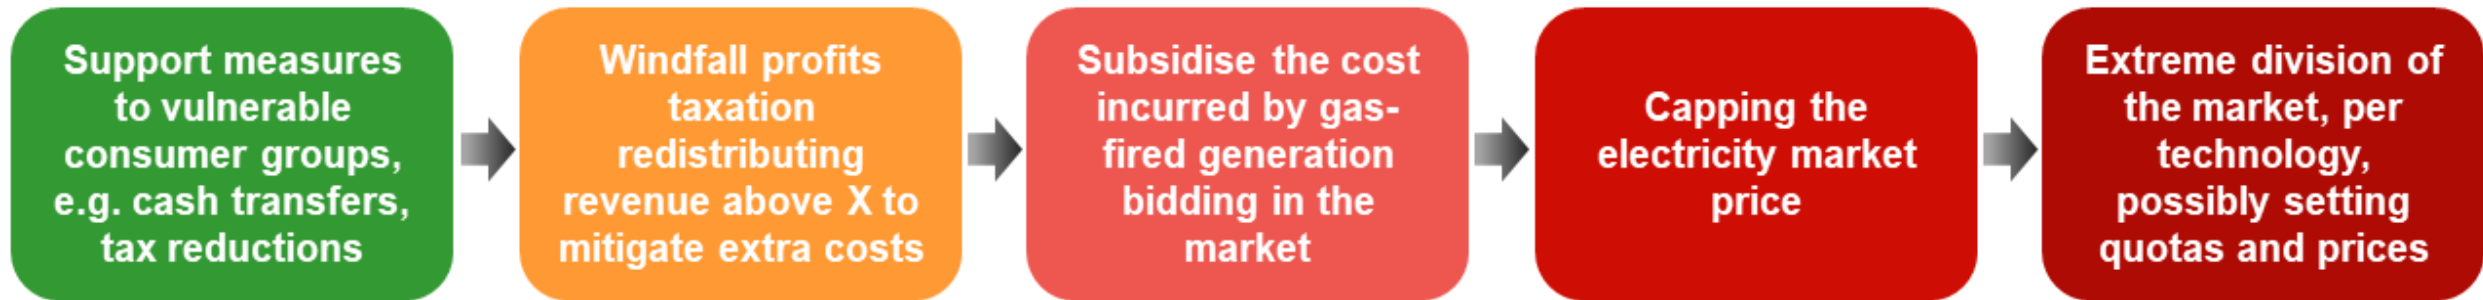 Support measures
to vulnerable
consumer groups,
e.g. cash transfers,
tax reductions
Windfall profits
taxation
redistributing
revenue above X to
mitigate extra costs
Subsidise the cost
incurred by gas-
fired generation
bidding in the
market
Capping the
electricity market
price
Extreme division of
the market, per
technology,
possibly setting
quotas and prices